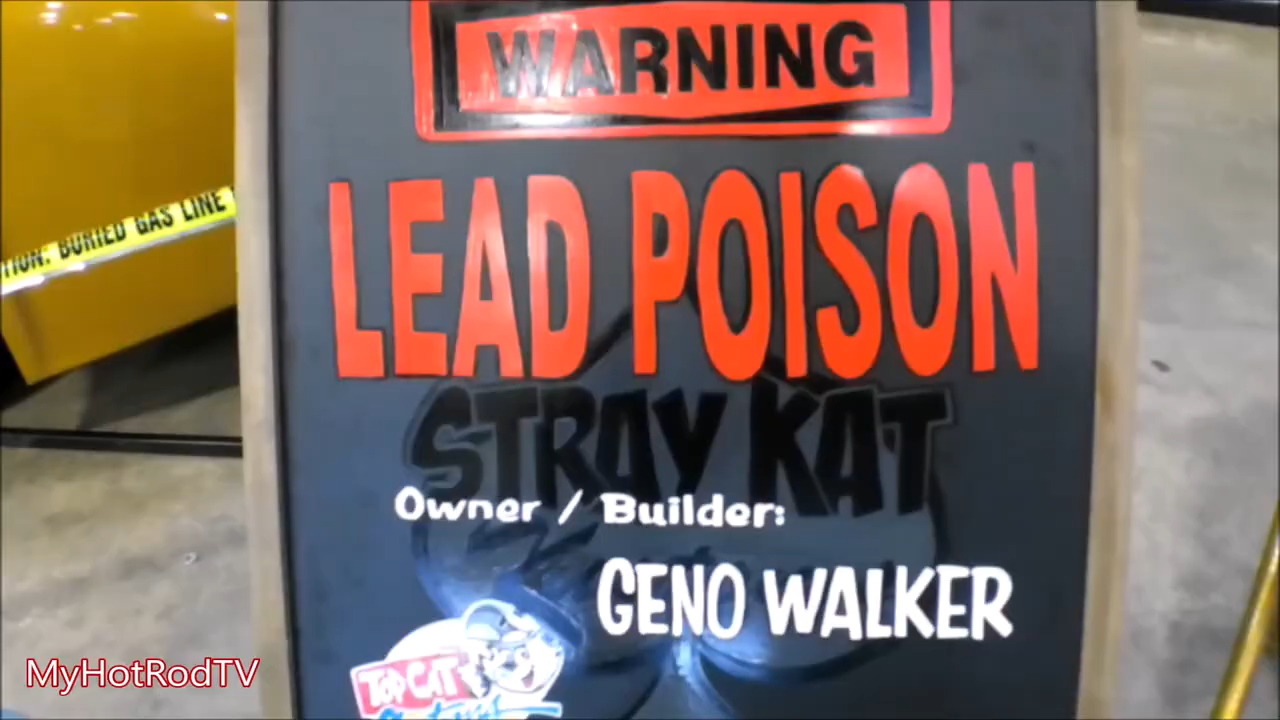 WARNING
LEAD POISON
TION: BURIED GAS LINE
STRAY KAT
Owner / Builder:
GENO WALKER
TOP CAT
MyHotRodTV